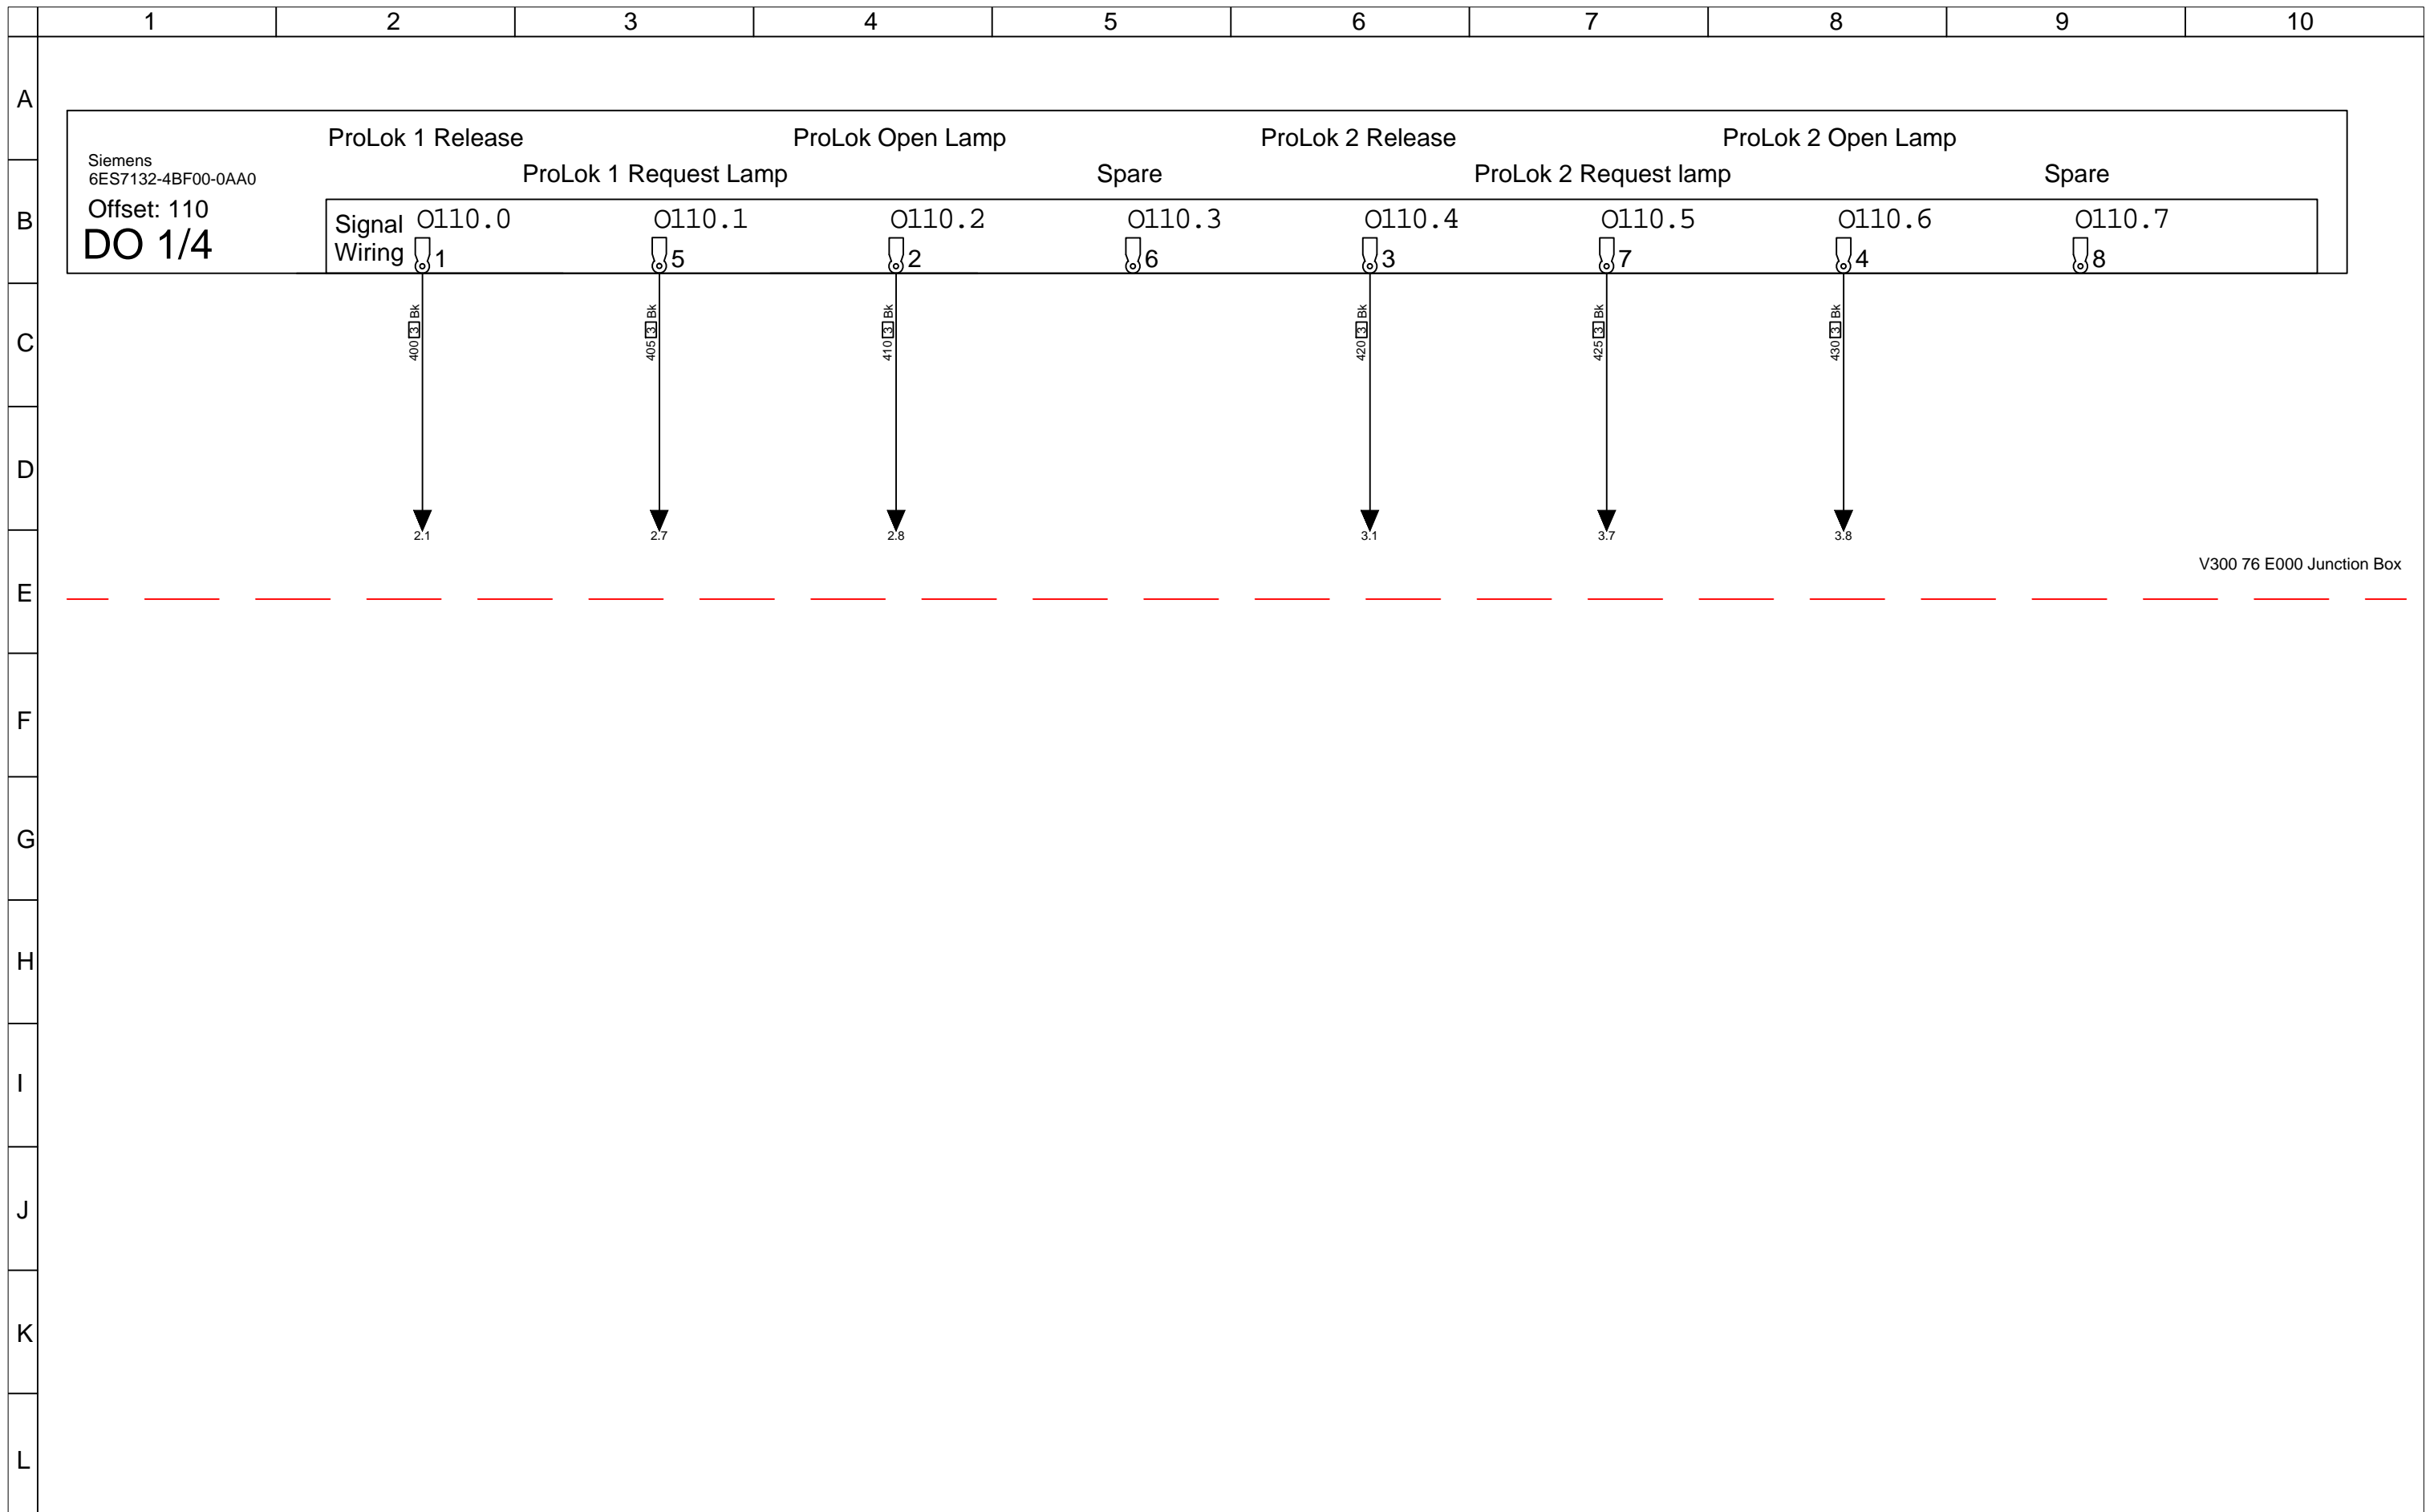 1 2 3 4 5 6 7 8 9 10
A
ProLok 1 Release ProLok Open Lamp ProLok 2 Release ProLok 2 Open Lamp
Siemens
6ES7132-4BF00-0AA0
ProLok 1 Request Lamp Spare ProLok 2 Request lamp Spare
Offset: 110
DO 1/4
B
Signal
Wiring
O110.0 O110.1 O110.2 O110.3 O110.4 O110.5 O110.6 O110.7
1 5 2 6 3 7 4 8
C
400 3 Bk
405 3 Bk
410 3 Bk
420 3 Bk
425 3 Bk
430 3 Bk
D
2.1 2.7 2.8 3.1 3.7 3.8
V300 76 E000 Junction Box
E
F
G
H
I
J
K
L